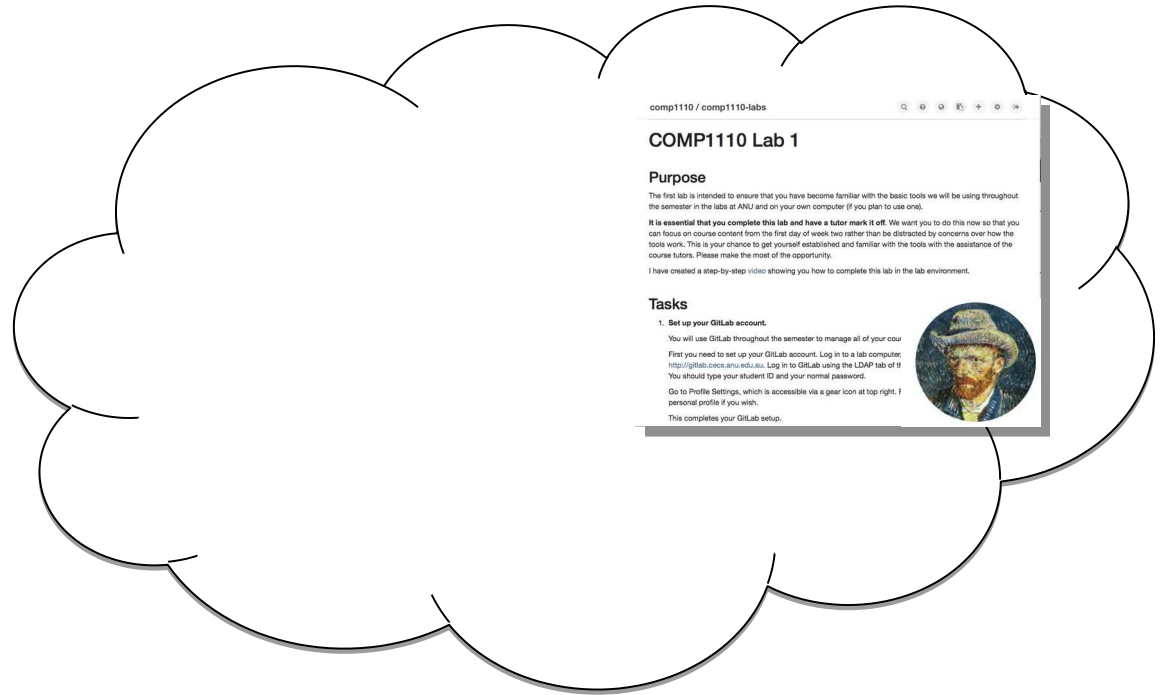 comp1110 / comp1110-labs
COMP1110 Lab 1
Purpose
The first lab is intended to ensure that you have become familiar with the basic tools we will be using throughout
the semester in the labs at ANU and on your own computer (if you plan to use one).
It is essential that you complete this lab and have a tutor mark it off. We want you to do this now so that you
can focus on course content from the first day of week two rather than be distracted by concerns over how the
tools work. This is your chance to get yourself established and familiar with the tools with the assistance of the
course tutors. Please make the most of the opportunity.
I have created a step-by-step video showing you how to complete this lab in the lab environment.
Tasks
1. Set up your GitLab account.
You will use GitLab throughout the semester to manage all of your cour
First you need to set up your GitLab account. Log in to a lab computer,
http://gitlab.cecs.anu.edu.au. Log in to GitLab using the LDAP tab of th
You should type your student ID and your normal password.
Go to Profile Settings, which is accessible via a gear icon at top right. F
personal profile if you wish.
This completes your GitLab setup.